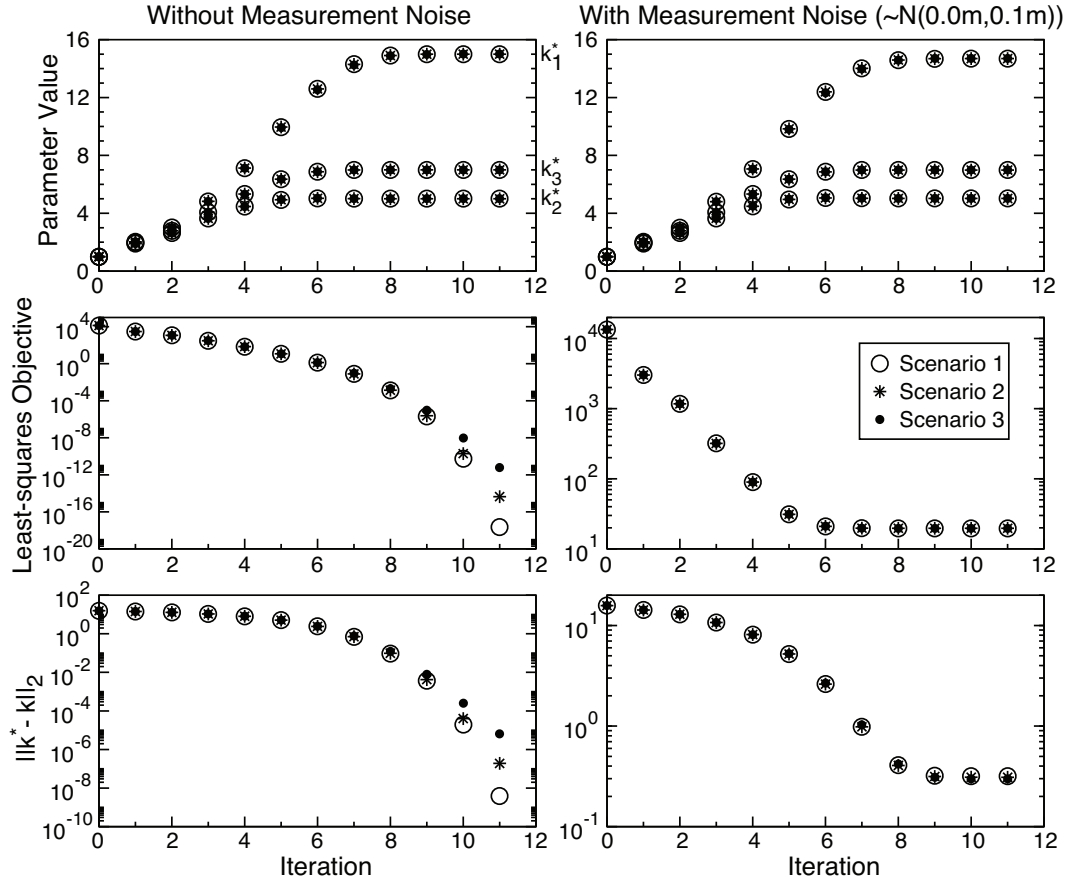 Without Measurement Noise
With Measurement Noise (~N(0.0m,0.1m))
Parameter Value
16
12
8
4
0
0 2 4 6 8 10 12
k*1
k*3
k*2
16
12
8
4
0
0 2 4 6 8 10 12
Least-squares Objective
10^4
10^0
10^-4
10^-8
10^-12
10^-16
10^-20
0 2 4 6 8 10 12
10^4
10^3
10^2
10^1
0 2 4 6 8 10 12
Scenario 1
Scenario 2
Scenario 3
||k* - k||2
10^2
10^0
10^-2
10^-4
10^-6
10^-8
10^-10
0 2 4 6 8 10 12
Iteration
10^1
10^0
10^-1
0 2 4 6 8 10 12
Iteration